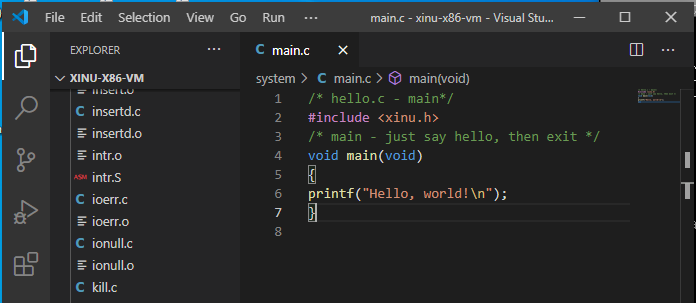 File Edit Selection View Go Run ··· main.c - xinu-x86-vm - Visual Stu...
EXPLORER ···
XINU-X86-VM
insert.o
insertd.c
insertd.o
intr.o
ASM intr.S
C ioerr.c
ioerr.o
C ionull.c
ionull.o
C kill.c
C main.c
system > C main.c > main(void)
1 /* hello.c - main*/
2 #include <xinu.h>
3 /* main - just say hello, then exit */
4 void main(void)
5 {
6 printf("Hello, world!\n");
7 }
8